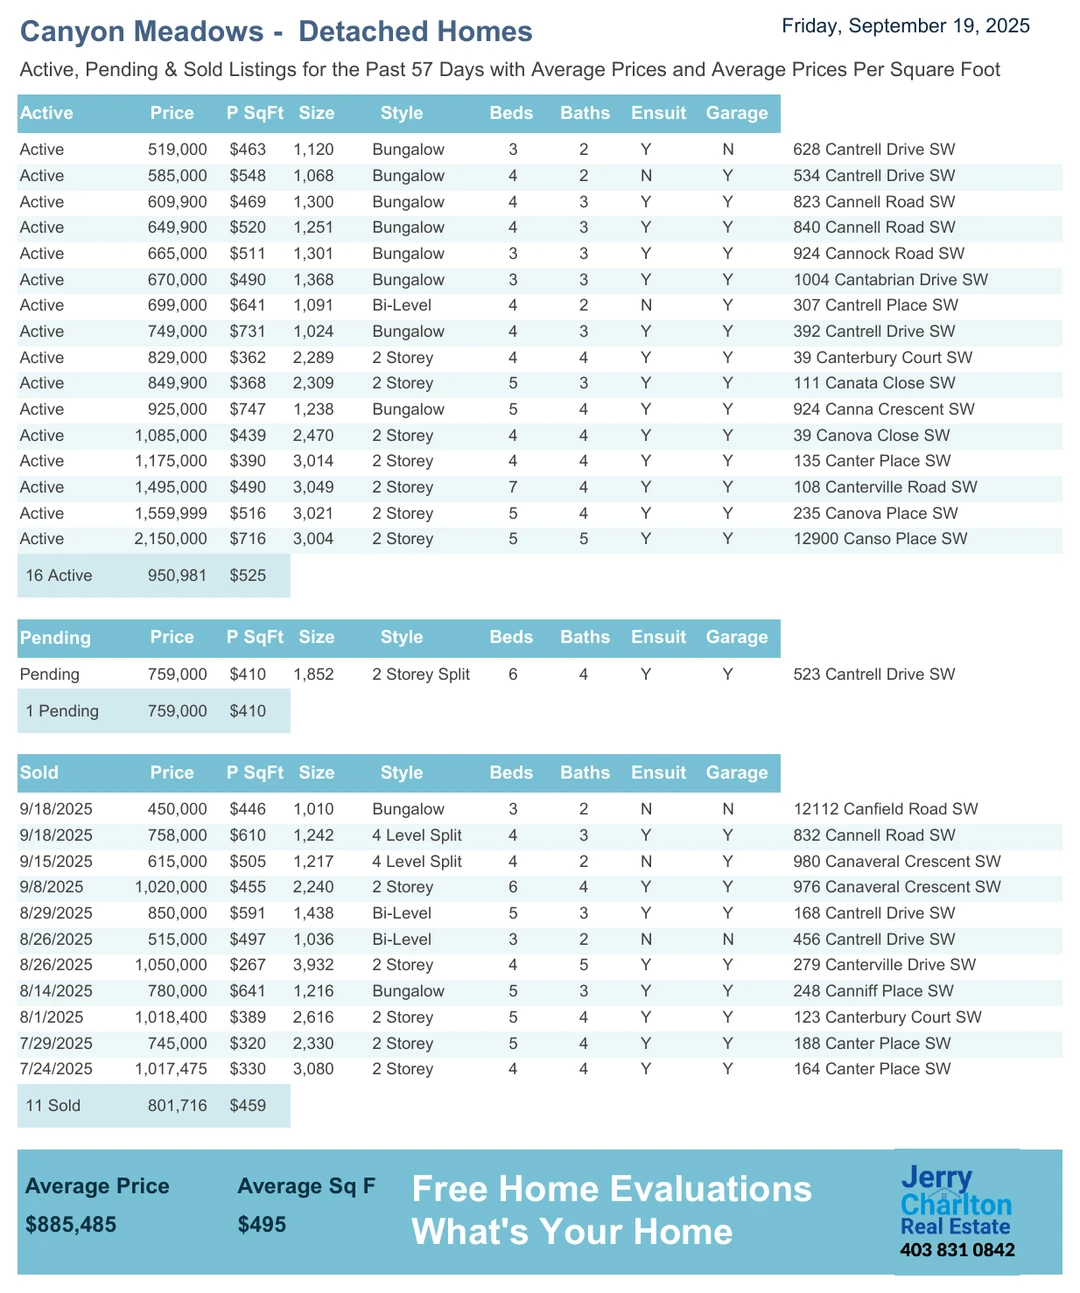 Canyon Meadows - Detached Homes
Friday, September 19, 2025
Active, Pending & Sold Listings for the Past 57 Days with Average Prices and Average Prices Per Square Foot
Active Price P SqFt Size Style Beds Baths Ensuit Garage
Active 519,000 $463 1,120 Bungalow 3 2 Y N 628 Cantrell Drive SW
Active 585,000 $548 1,068 Bungalow 4 2 N Y 534 Cantrell Drive SW
Active 609,900 $469 1,300 Bungalow 4 3 Y Y 823 Cannell Road SW
Active 649,900 $520 1,251 Bungalow 4 3 Y Y 840 Cannell Road SW
Active 665,000 $511 1,301 Bungalow 3 3 Y Y 924 Cannock Road SW
Active 670,000 $490 1,368 Bungalow 3 3 Y Y 1004 Cantabrian Drive SW
Active 699,000 $641 1,091 Bi-Level 4 2 N Y 307 Cantrell Place SW
Active 749,000 $731 1,024 Bungalow 4 3 Y Y 392 Cantrell Drive SW
Active 829,000 $362 2,289 2 Storey 4 4 Y Y 39 Canterbury Court SW
Active 849,900 $368 2,309 2 Storey 5 3 Y Y 111 Canata Close SW
Active 925,000 $747 1,238 Bungalow 5 4 Y Y 924 Canna Crescent SW
Active 1,085,000 $439 2,470 2 Storey 4 4 Y Y 39 Canova Close SW
Active 1,175,000 $390 3,014 2 Storey 4 4 Y Y 135 Canter Place SW
Active 1,495,000 $490 3,049 2 Storey 7 4 Y Y 108 Canterville Road SW
Active 1,559,999 $516 3,021 2 Storey 5 4 Y Y 235 Canova Place SW
Active 2,150,000 $716 3,004 2 Storey 5 5 Y Y 12900 Canso Place SW
16 Active 950,981 $525
Pending Price P SqFt Size Style Beds Baths Ensuit Garage
Pending 759,000 $410 1,852 2 Storey Split 6 4 Y Y 523 Cantrell Drive SW
1 Pending 759,000 $410
Sold Price P SqFt Size Style Beds Baths Ensuit Garage
9/18/2025 450,000 $446 1,010 Bungalow 3 2 N N 12112 Canfield Road SW
9/18/2025 758,000 $610 1,242 4 Level Split 4 3 Y Y 832 Cannell Road SW
9/15/2025 615,000 $505 1,217 4 Level Split 4 2 N Y 980 Canaveral Crescent SW
9/8/2025 1,020,000 $455 2,240 2 Storey 6 4 Y Y 976 Canaveral Crescent SW
8/29/2025 850,000 $591 1,438 Bi-Level 5 3 Y Y 168 Cantrell Drive SW
8/26/2025 515,000 $497 1,036 Bi-Level 3 2 N N 456 Cantrell Drive SW
8/26/2025 1,050,000 $267 3,932 2 Storey 4 5 Y Y 279 Canterville Drive SW
8/14/2025 780,000 $641 1,216 Bungalow 5 3 Y Y 248 Canniff Place SW
8/1/2025 1,018,400 $389 2,616 2 Storey 5 4 Y Y 123 Canterbury Court SW
7/29/2025 745,000 $320 2,330 2 Storey 5 4 Y Y 188 Canter Place SW
7/24/2025 1,017,475 $330 3,080 2 Storey 4 4 Y Y 164 Canter Place SW
11 Sold 801,716 $459
Average Price Average Sq F
$885,485 $495
Free Home Evaluations
What's Your Home
Jerry
Charlton
Real Estate
403 831 0842